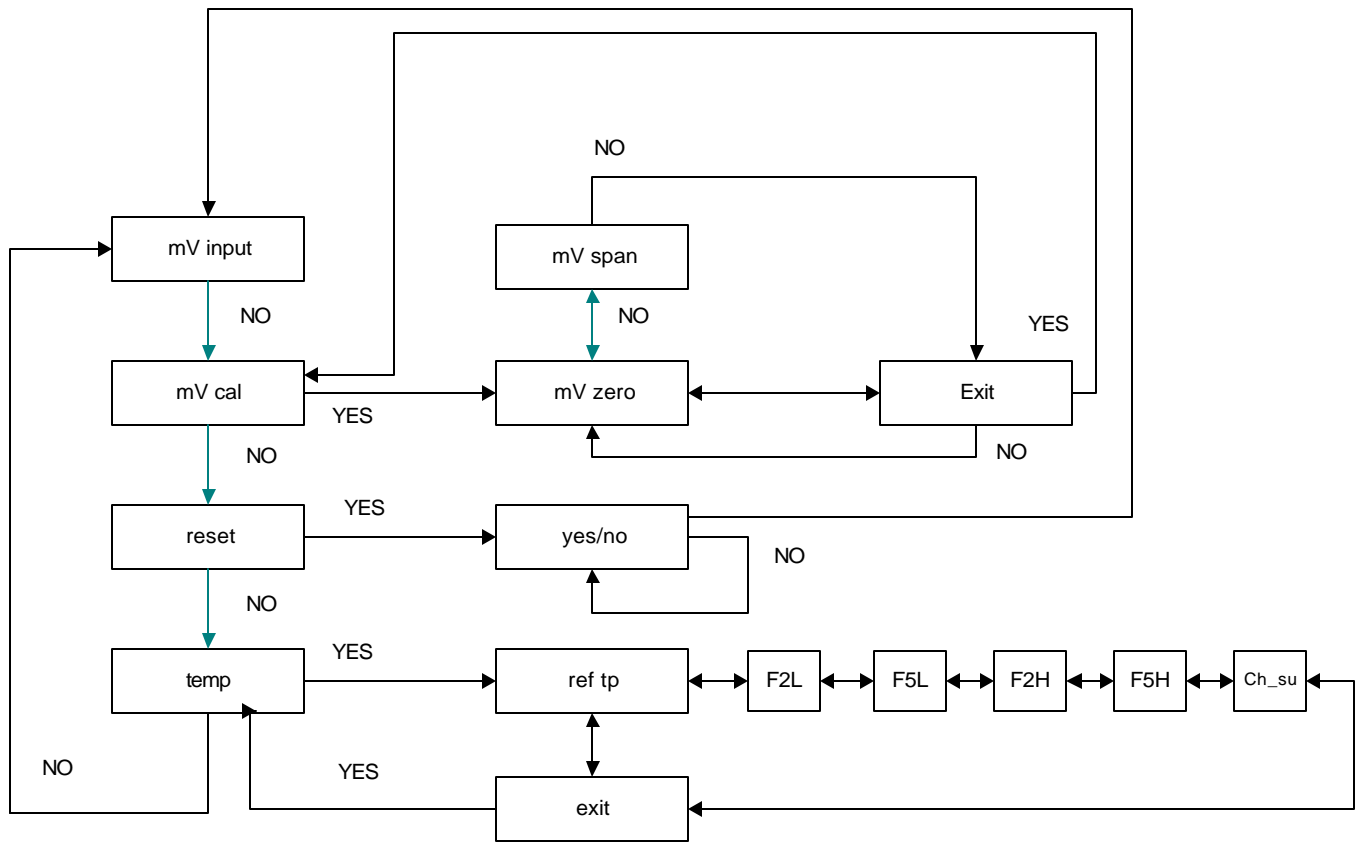 NO
mV input
mV span
NO
NO
YES
mV cal
YES
mV zero
Exit
NO
NO
reset
YES
yes/no
NO
NO
temp
YES
ref tp
F2L
F5L
F2H
F5H
Ch_su
NO
YES
exit